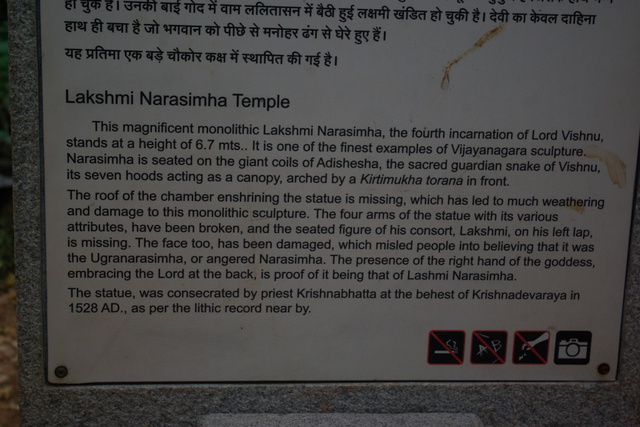 हो चुके हैं। उनकी बाईं गोद में वाम ललितासन में बैठी हुई लक्ष्मी खंडित हो चुकी है। देवी का केवल दाहिना
हाथ ही बचा है जो भगवान को पीछे से मनोहर ढंग से घेरे हुए हैं।
यह प्रतिमा एक बड़े चौकोर कक्ष में स्थापित की गई है।
Lakshmi Narasimha Temple
This magnificent monolithic Lakshmi Narasimha, the fourth incarnation of Lord Vishnu,
stands at a height of 6.7 mts.. It is one of the finest examples of Vijayanagara sculpture.
Narasimha is seated on the giant coils of Adishesha, the sacred guardian snake of Vishnu,
its seven hoods acting as a canopy, arched by a Kirtimukha torana in front.
The roof of the chamber enshrining the statue is missing, which has led to much weathering
and damage to this monolithic sculpture. The four arms of the statue with its various
attributes, have been broken, and the seated figure of his consort, Lakshmi, on his left lap,
is missing. The face too, has been damaged, which misled people into believing that it was
the Ugranarasimha, or angered Narasimha. The presence of the right hand of the goddess,
embracing the Lord at the back, is proof of it being that of Lashmi Narasimha.
The statue, was consecrated by priest Krishnabhatta at the behest of Krishnadevaraya in
1528 AD., as per the lithic record near by.